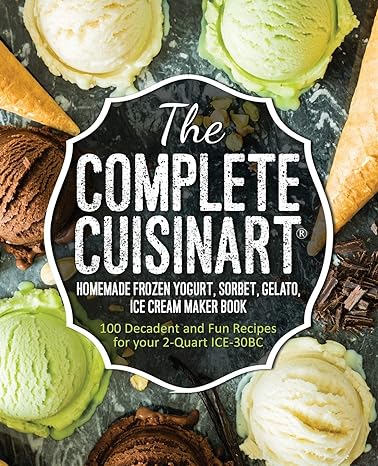 The
COMPLETE
CUISINART®
HOMEMADE FROZEN YOGURT, SORBET, GELATO,
ICE CREAM MAKER BOOK
100 Decadent and Fun Recipes
for your 2-Quart ICE-30BC